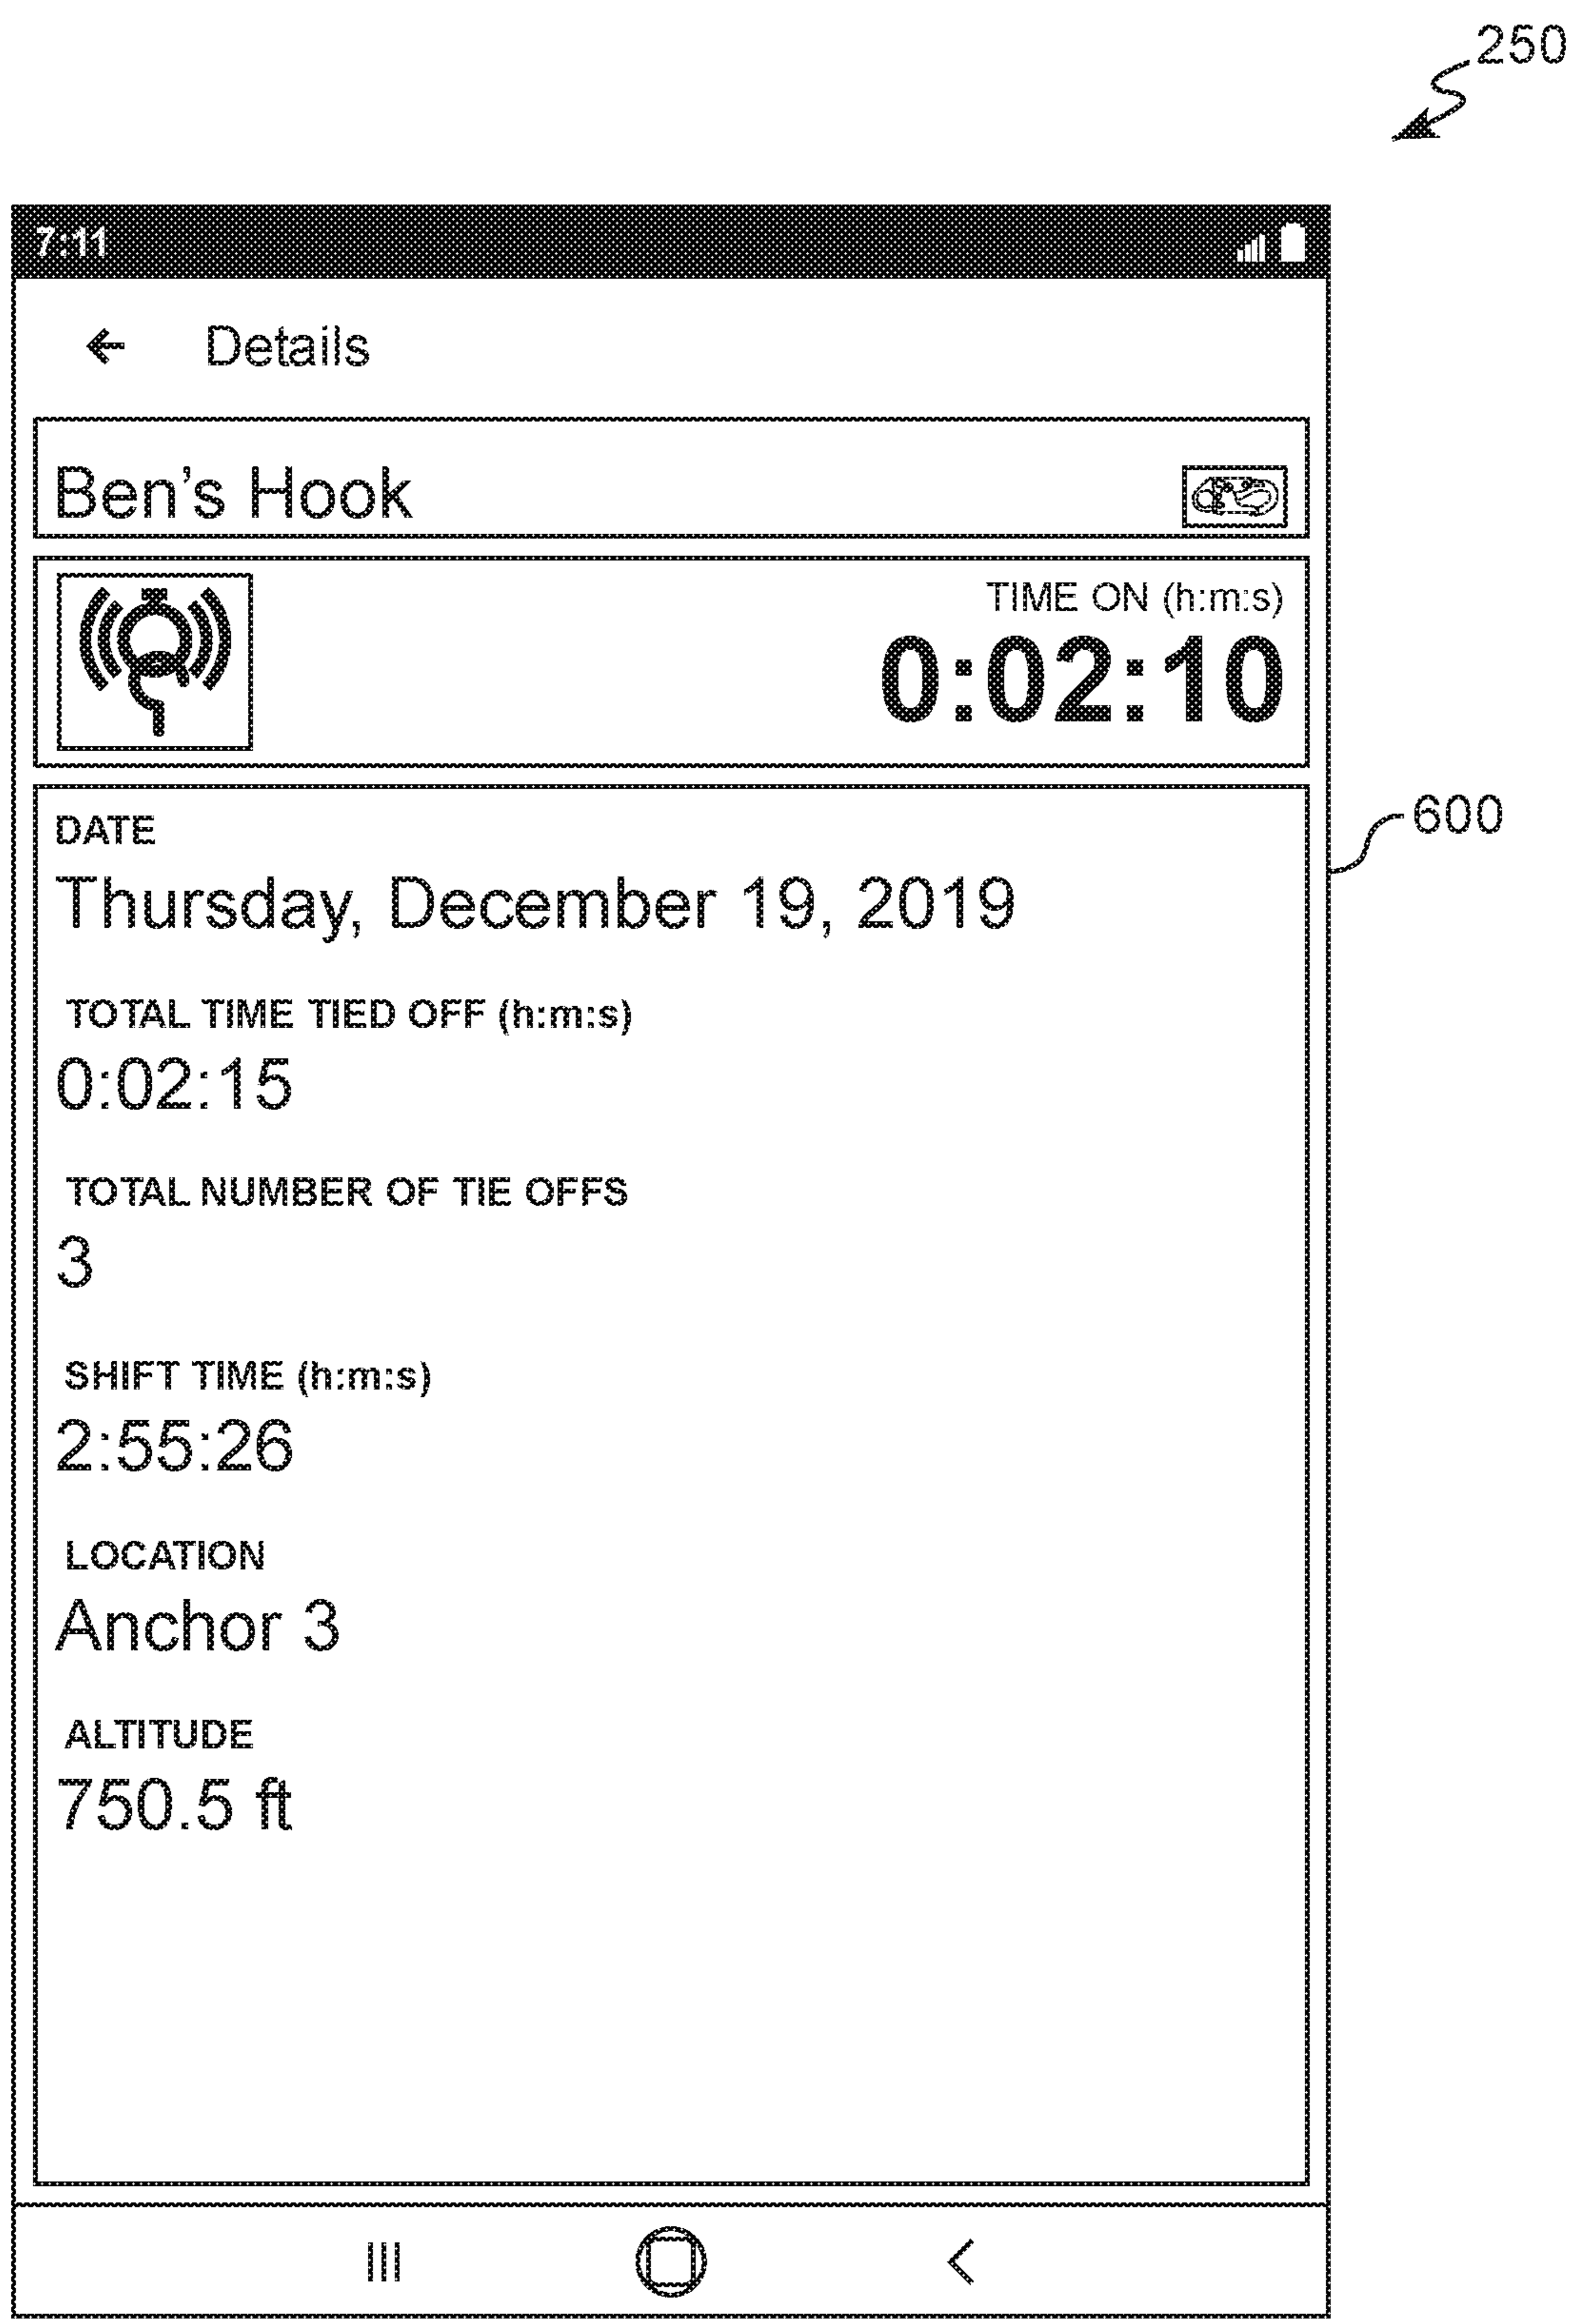 250
7:11
Details
Ben's Hook
TIME ON (h:m:s)
0:02:10
600
DATE
Thursday, December 19, 2019
TOTAL TIME TIED OFF (h:m:s)
0:02:15
TOTAL NUMBER OF TIE OFFS
3
SHIFT TIME (h:m:s)
2:55:26
LOCATION
Anchor 3
ALTITUDE
750.5 ft